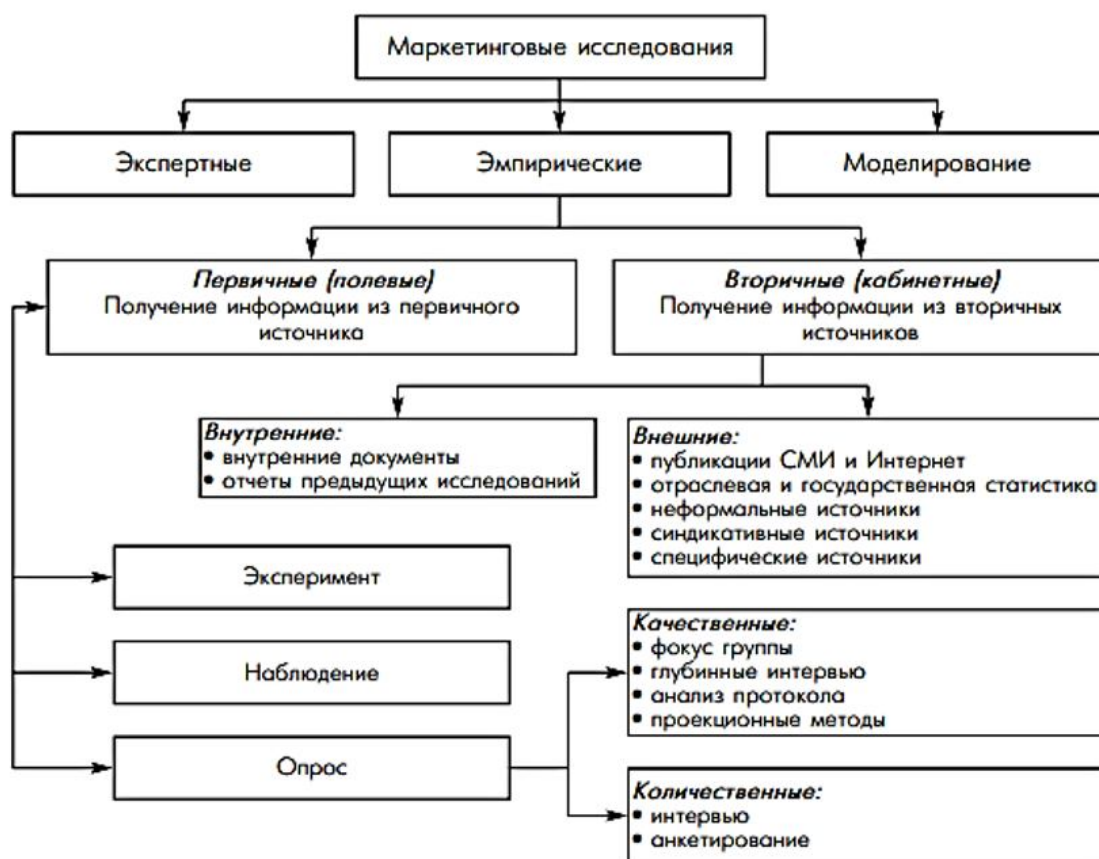 Маркетинговые исследования
Экспертные
Эмпирические
Моделирование
Первичные (полевые)
Получение информации из первичного
источника
Вторичные (кабинетные)
Получение информации из вторичных
источников
Внутренние:
• внутренние документы
• отчеты предыдущих исследований
Внешние:
• публикации СМИ и Интернет
• отраслевая и государственная статистика
• неформальные источники
• синдикативные источники
• специфические источники
Эксперимент
Наблюдение
Опрос
Качественные:
• фокус группы
• глубинные интервью
• анализ протокола
• проекционные методы
Количественные:
• интервью
• анкетирование